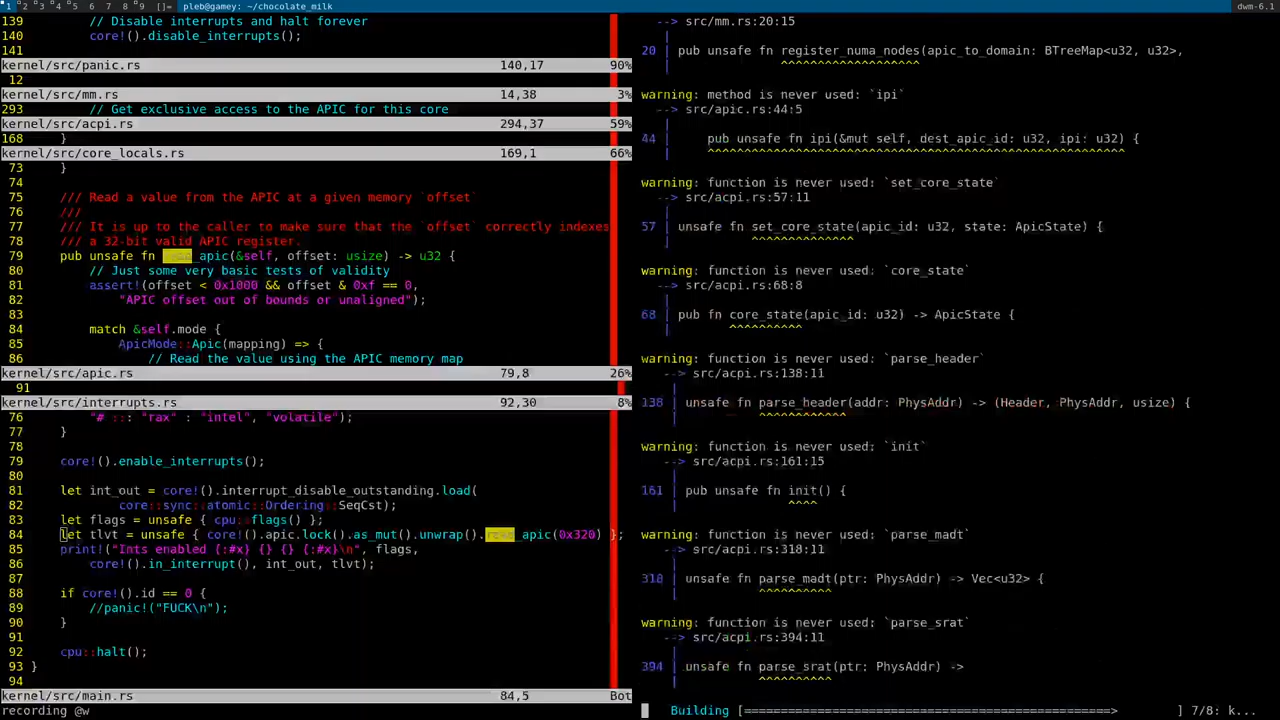 1 2 3 4 5 6 7 8 9 []= pleb@gamey: ~/chocolate_milk dwm-6.1
139 // Disable interrupts and halt forever
140 core!().disable_interrupts();
141
kernel/src/panic.rs 140,17 90%
12
kernel/src/mm.rs 14,38 3%
293 // Get exclusive access to the APIC for this core
kernel/src/acpi.rs 294,37 59%
168 }
kernel/src/core_locals.rs 169,1 66%
73 }
74
75 /// Read a value from the APIC at a given memory `offset`
76 ///
77 /// It is up to the caller to make sure that the `offset` correctly indexes
78 /// a 32-bit valid APIC register.
79 pub unsafe fn _apic(&self, offset: usize) -> u32 {
80 // Just some very basic tests of validity
81 assert!(offset < 0x1000 && offset & 0xf == 0,
82 "APIC offset out of bounds or unaligned");
83
84 match &self.mode {
85 ApicMode::Apic(mapping) => {
86 // Read the value using the APIC memory map
kernel/src/apic.rs 79,8 26%
91
kernel/src/interrupts.rs 92,30 8%
76 "# ::: "rax" : "intel", "volatile");
77 }
78
79 core!().enable_interrupts();
80
81 let int_out = core!().interrupt_disable_outstanding.load(
82 core::sync::atomic::Ordering::SeqCst);
83 let flags = unsafe { cpu::flags() };
84 let tlvt = unsafe { core!().apic.lock().as_mut().unwrap()._apic(0x320) };
85 print!("Ints enabled {:#x} {} {} {:#x}\n", flags,
86 core!().in_interrupt(), int_out, tlvt);
87
88 if core!().id == 0 {
89 //panic!("FUCK\n");
90 }
91
92 cpu::halt();
93 }
94
kernel/src/main.rs 84,5 Bot
recording @w
--> src/mm.rs:20:15
|
20 | pub unsafe fn register_numa_nodes(apic_to_domain: BTreeMap<u32, u32>,
| ^^^^^^^^^^^^^^^^^^^
warning: method is never used: `ipi`
--> src/apic.rs:44:5
|
44 | pub unsafe fn ipi(&mut self, dest_apic_id: u32, ipi: u32) {
| ^^^^^^^^^^^^^^^^^^^^^^^^^^^^^^^^^^^^^^^^^^^^^^^^^^^^^^^^^
warning: function is never used: `set_core_state`
--> src/acpi.rs:57:11
|
57 | unsafe fn set_core_state(apic_id: u32, state: ApicState) {
| ^^^^^^^^^^^^^^
warning: function is never used: `core_state`
--> src/acpi.rs:68:8
|
68 | pub fn core_state(apic_id: u32) -> ApicState {
| ^^^^^^^^^^
warning: function is never used: `parse_header`
--> src/acpi.rs:138:11
|
138 | unsafe fn parse_header(addr: PhysAddr) -> (Header, PhysAddr, usize) {
| ^^^^^^^^^^^^
warning: function is never used: `init`
--> src/acpi.rs:161:15
|
161 | pub unsafe fn init() {
| ^^^^
warning: function is never used: `parse_madt`
--> src/acpi.rs:318:11
|
318 | unsafe fn parse_madt(ptr: PhysAddr) -> Vec<u32> {
| ^^^^^^^^^^
warning: function is never used: `parse_srat`
--> src/acpi.rs:394:11
|
394 | unsafe fn parse_srat(ptr: PhysAddr) ->
| ^^^^^^^^^^
Building [==================================================> ] 7/8: k...